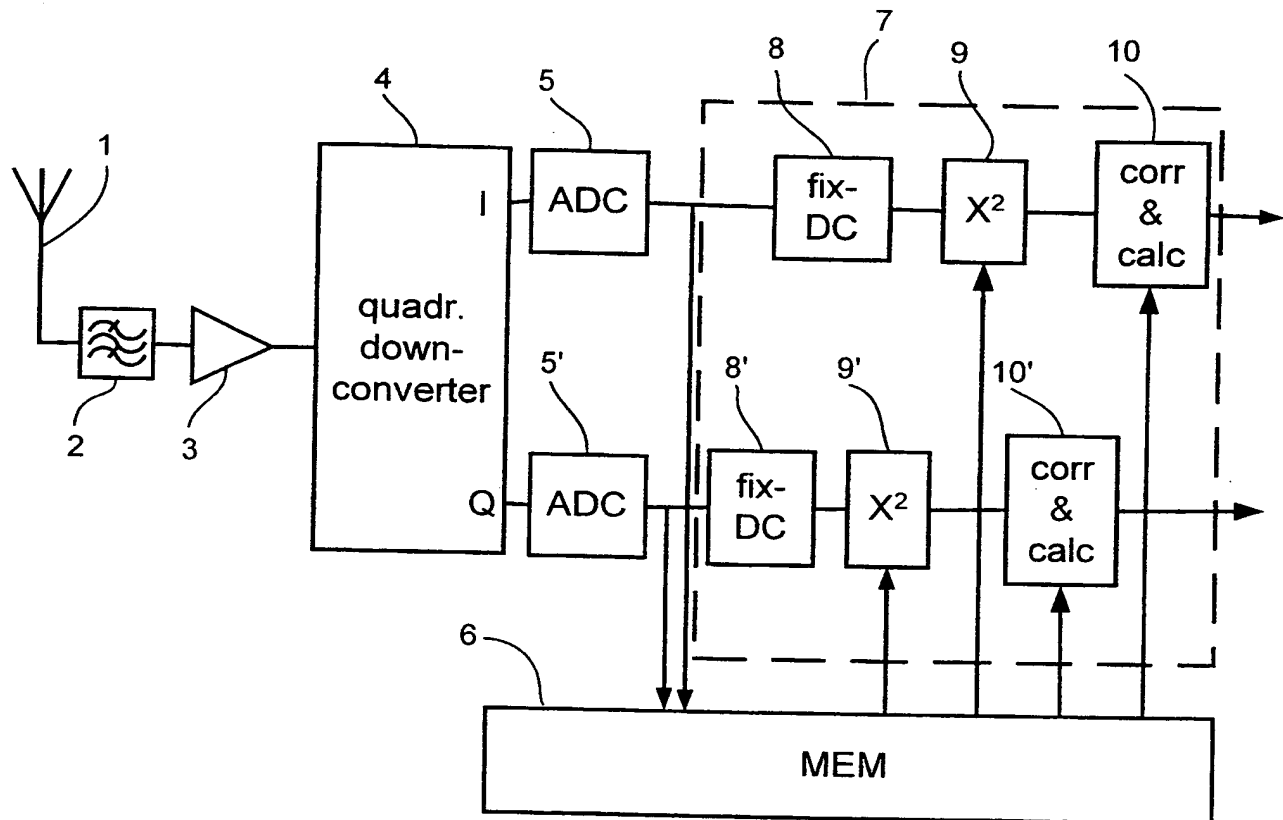 7
8
9
10
4
5
1
I
ADC
fix-
DC
X²
corr
&
calc
quadr.
down-
converter
2
3
5'
8'
9'
10'
Q
ADC
fix-
DC
X²
corr
&
calc
6
MEM